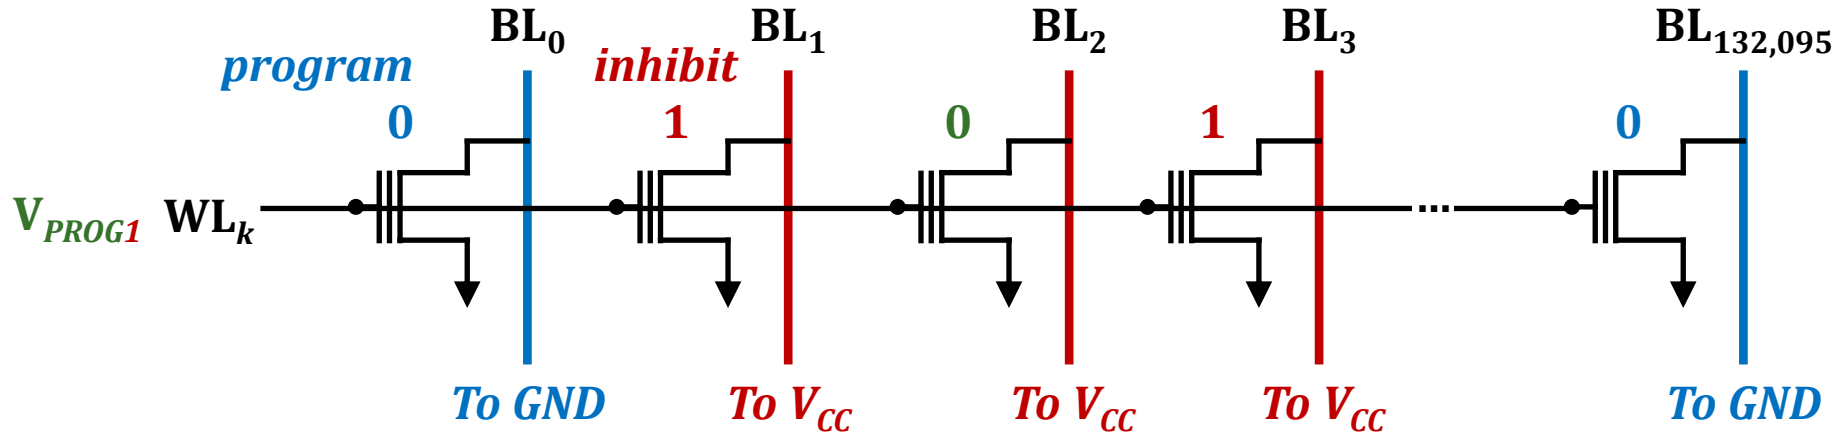 BL0 BL1 BL2 BL3 BL132,095
program inhibit
0 1 0 1 0
VPROG1 WLk ...
To GND To VCC To VCC To VCC To GND